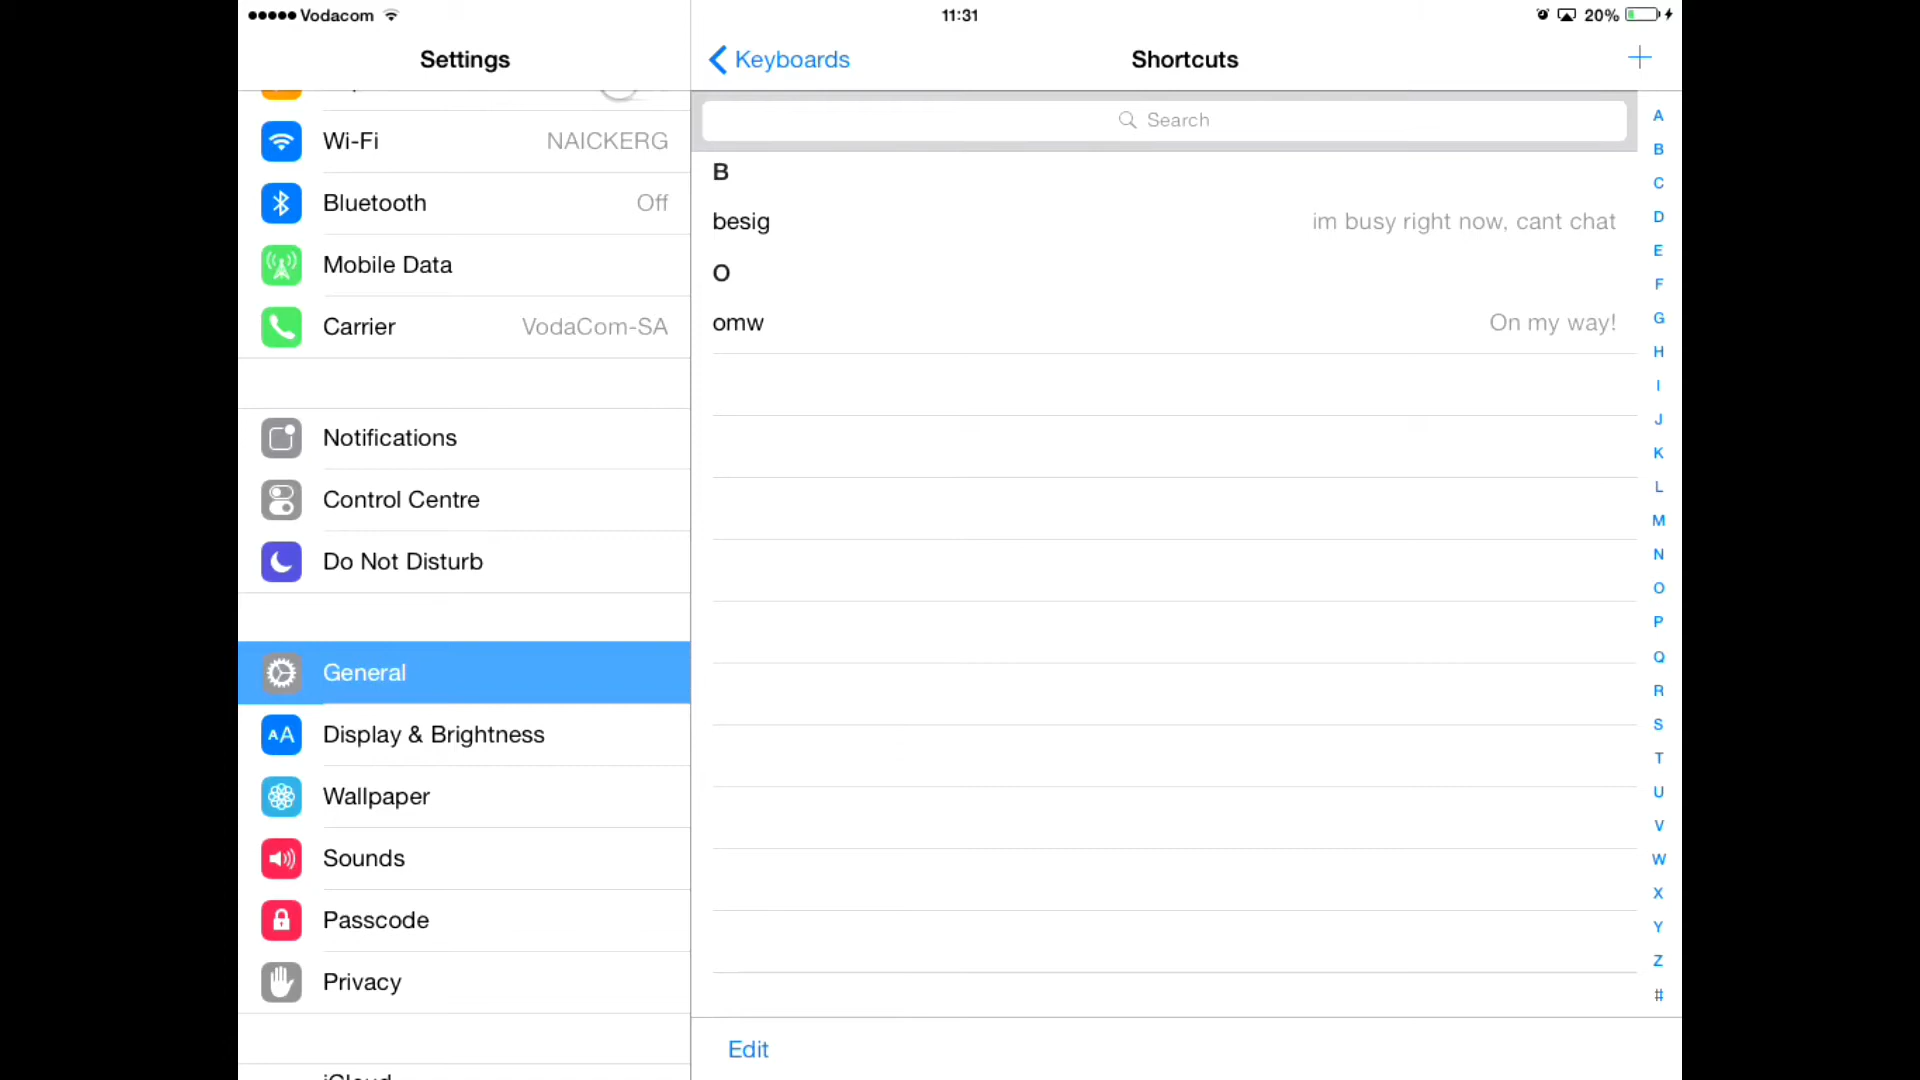 Vodacom 11:31 20%
Settings
Wi-Fi NAICKERG
Bluetooth Off
Mobile Data
Carrier VodaCom-SA
Notifications
Control Centre
Do Not Disturb
General
Display & Brightness
Wallpaper
Sounds
Passcode
Privacy
Keyboards Shortcuts +
Search
B
besig im busy right now, cant chat
O
omw On my way!
Edit
A
B
C
D
E
F
G
H
I
J
K
L
M
N
O
P
Q
R
S
T
U
V
W
X
Y
Z
#